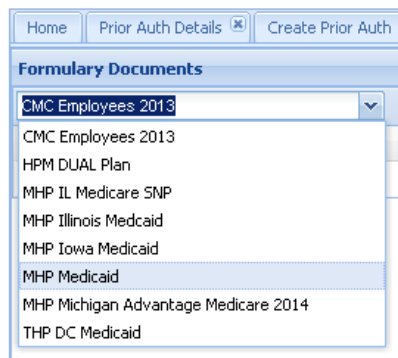 Home Prior Auth Details Create Prior Auth
Formulary Documents
CMC Employees 2013
CMC Employees 2013
HPM DUAL Plan
MHP IL Medicare SNP
MHP Illinois Medcaid
MHP Iowa Medicaid
MHP Medicaid
MHP Michigan Advantage Medicare 2014
THP DC Medicaid